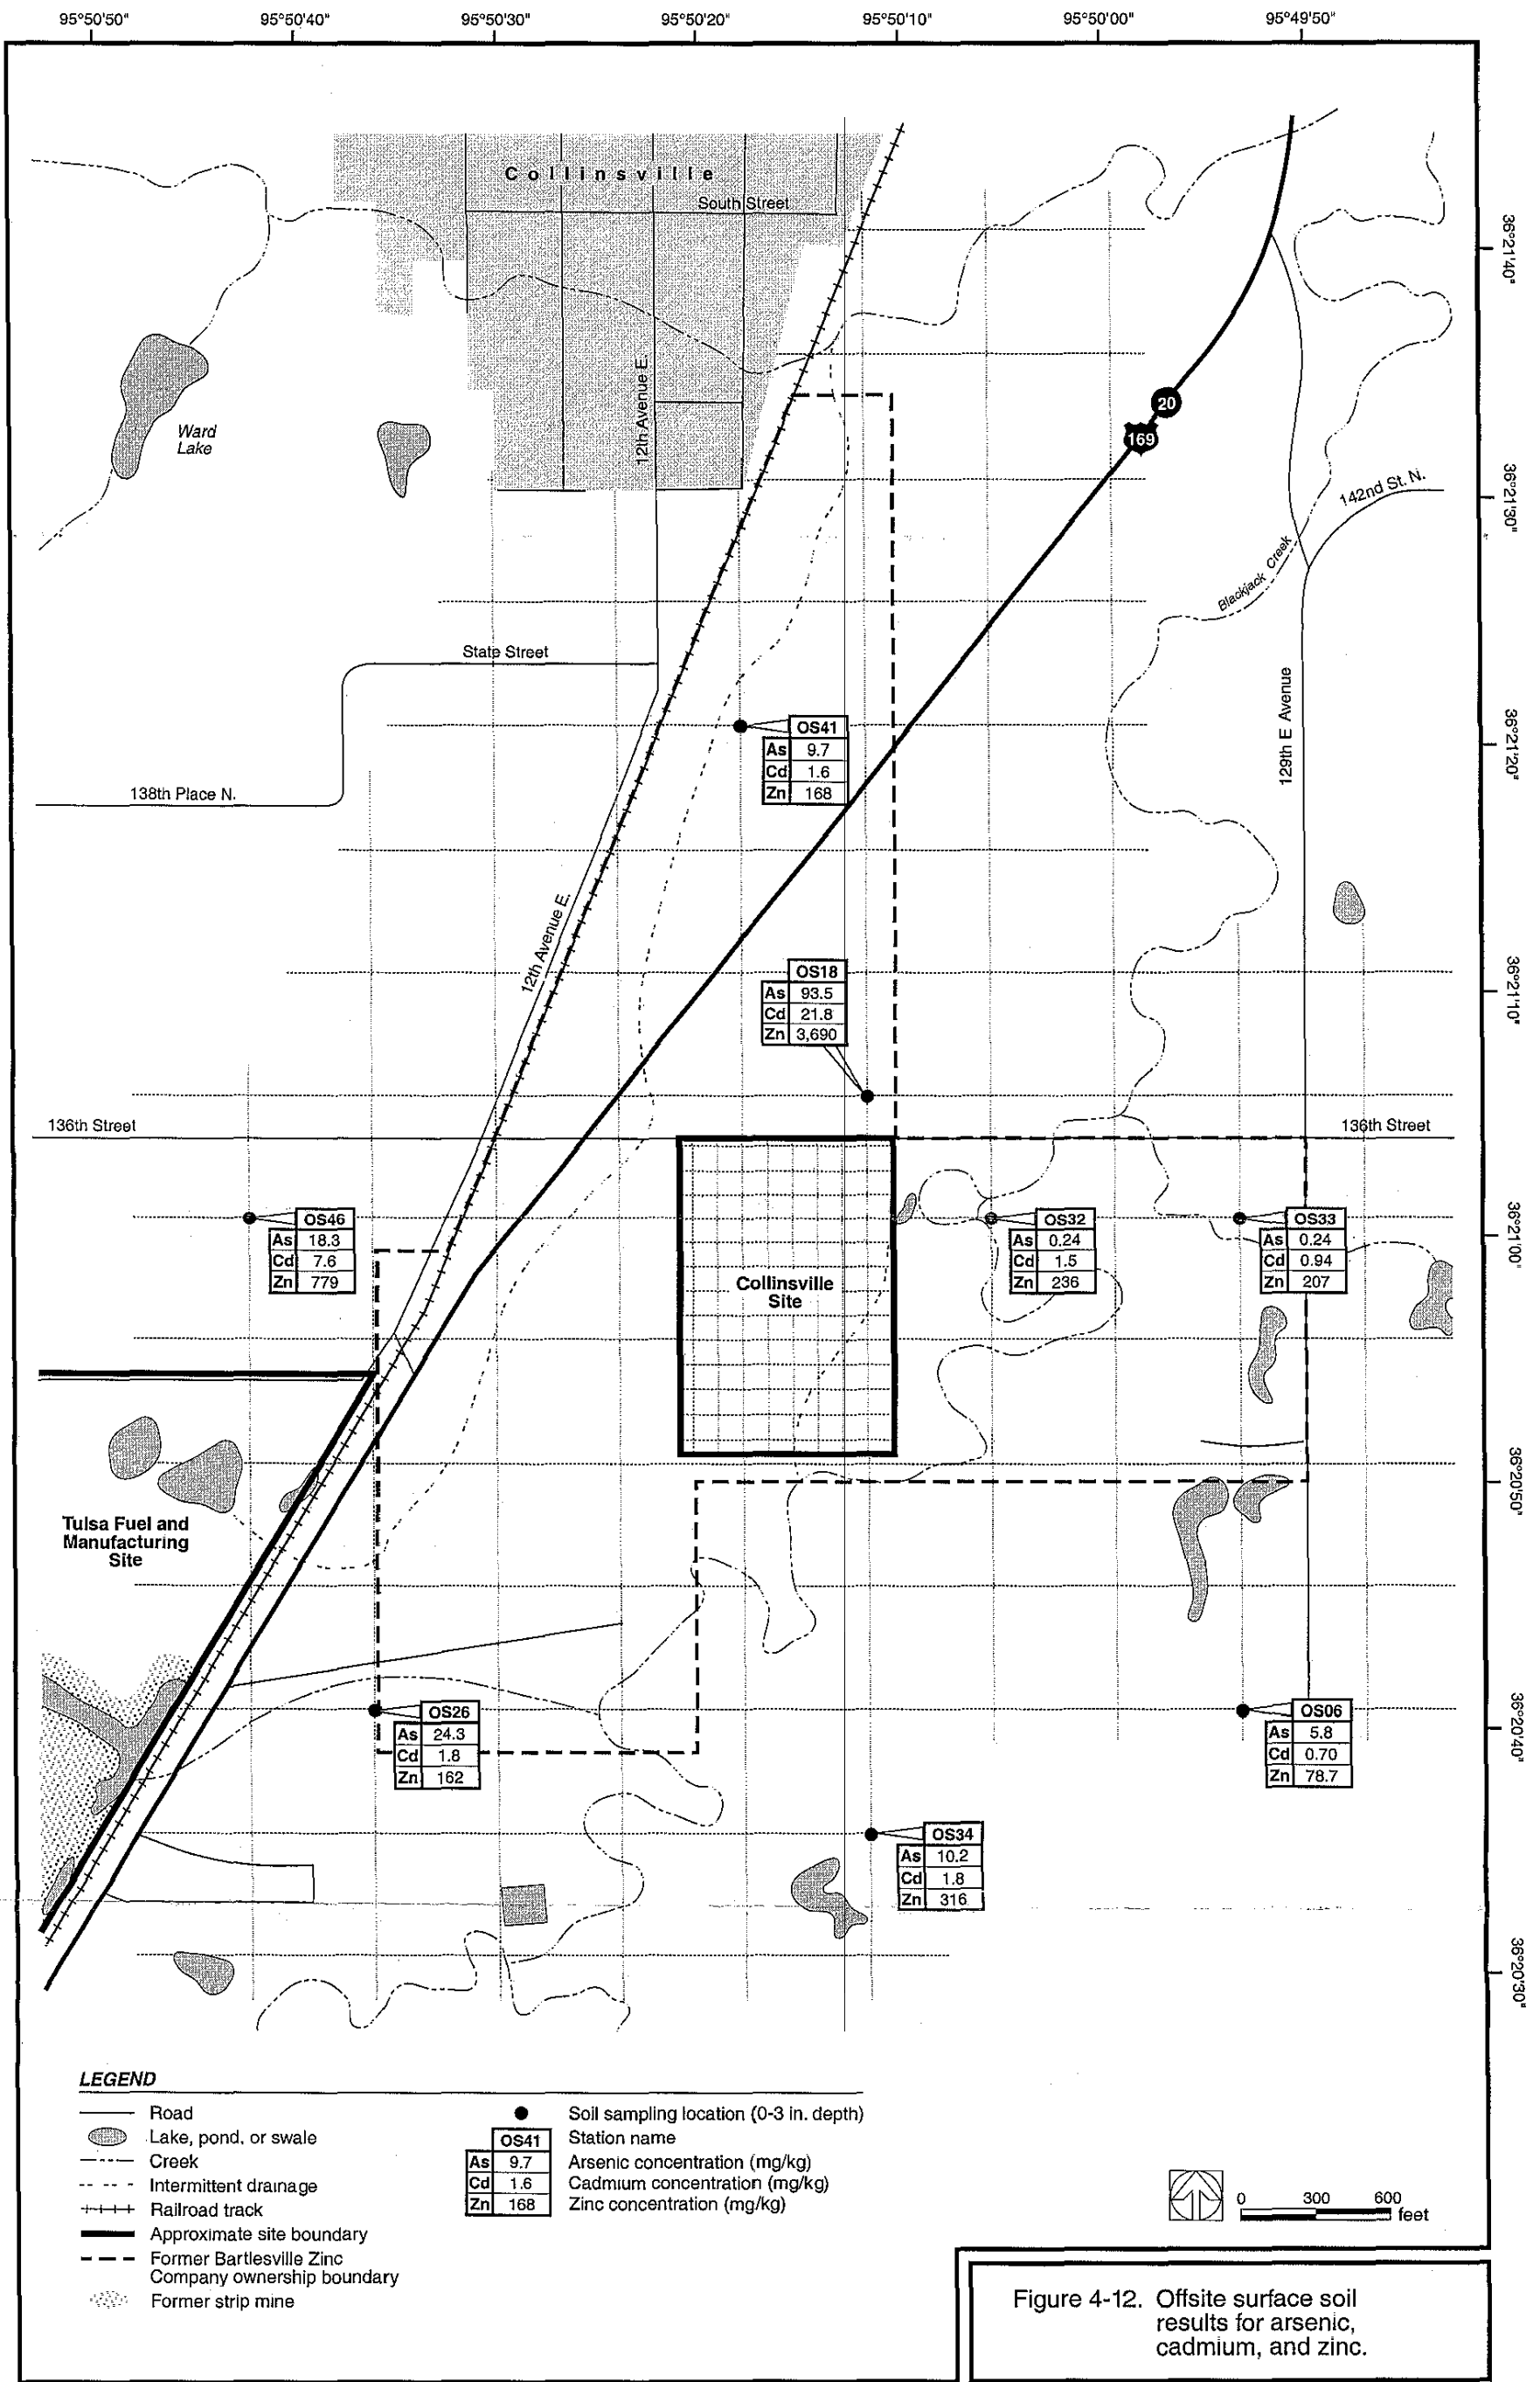 95°50'50" 95°50'40" 95°50'30" 95°50'20" 95°50'10" 95°50'00" 95°49'50"
Collinsville
South Street
36°21'40"
12th Avenue E.
Ward
Lake
20
169
142nd St. N.
36°21'30"
Blackjack Creek
State Street
129th E Avenue
OS41
As 9.7
Cd 1.6
Zn 168
36°21'20"
138th Place N.
12th Avenue E.
OS18
As 93.5
Cd 21.8
Zn 3,690
36°21'10"
136th Street
136th Street
OS46
As 18.3
Cd 7.6
Zn 779
OS32
As 0.24
Cd 1.5
Zn 236
OS33
As 0.24
Cd 0.94
Zn 207
36°21'00"
Collinsville
Site
36°20'50"
Tulsa Fuel and
Manufacturing
Site
OS26
As 24.3
Cd 1.8
Zn 162
OS06
As 5.8
Cd 0.70
Zn 78.7
36°20'40"
OS34
As 10.2
Cd 1.8
Zn 316
36°20'30"
LEGEND
Road
Lake, pond, or swale
Creek
Intermittent drainage
Railroad track
Approximate site boundary
Former Bartlesville Zinc
Company ownership boundary
Former strip mine
Soil sampling location (0-3 in. depth)
OS41 Station name
As 9.7 Arsenic concentration (mg/kg)
Cd 1.6 Cadmium concentration (mg/kg)
Zn 168 Zinc concentration (mg/kg)
0 300 600
feet
Figure 4-12. Offsite surface soil
results for arsenic,
cadmium, and zinc.